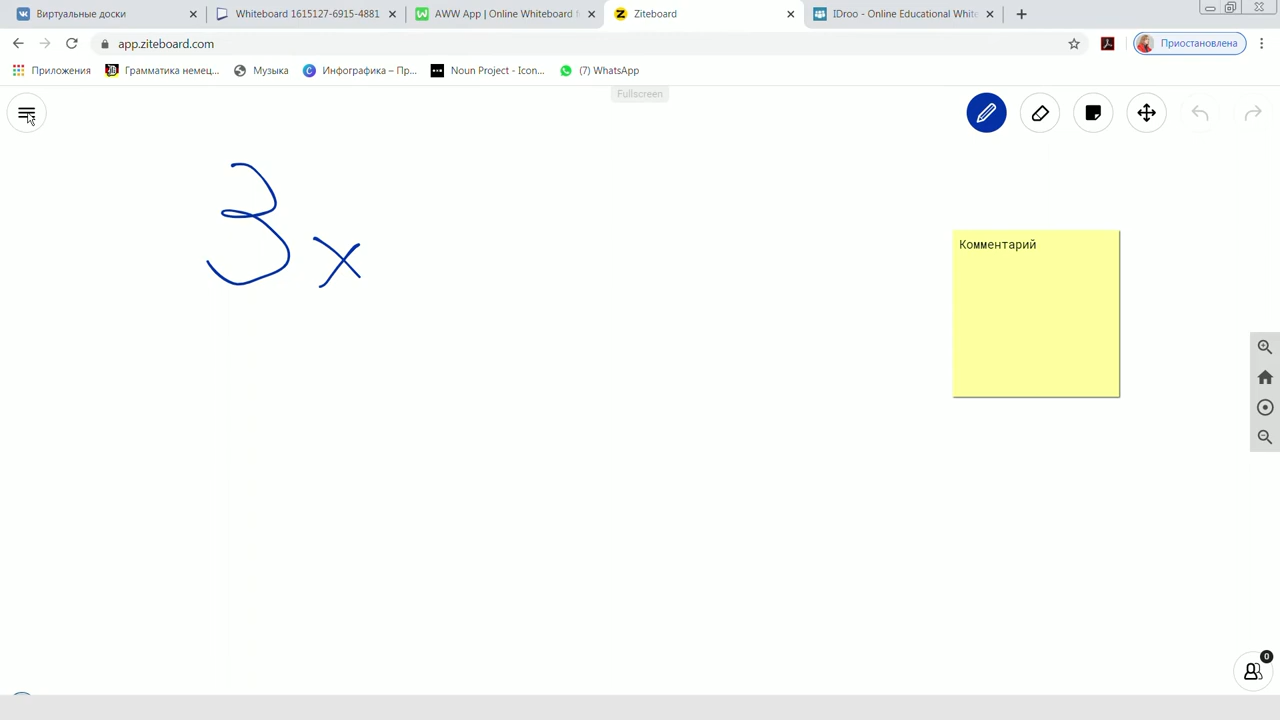 Виртуальные доски
Whiteboard 1615127-6915-4881
AWW App | Online Whiteboard f
Ziteboard
IDroo - Online Educational White
app.ziteboard.com
Приостановлена
Приложения
Грамматика немец...
Музыка
Инфографика – Пр...
Noun Project - Icon...
(7) WhatsApp
Fullscreen
3x
Комментарий
0